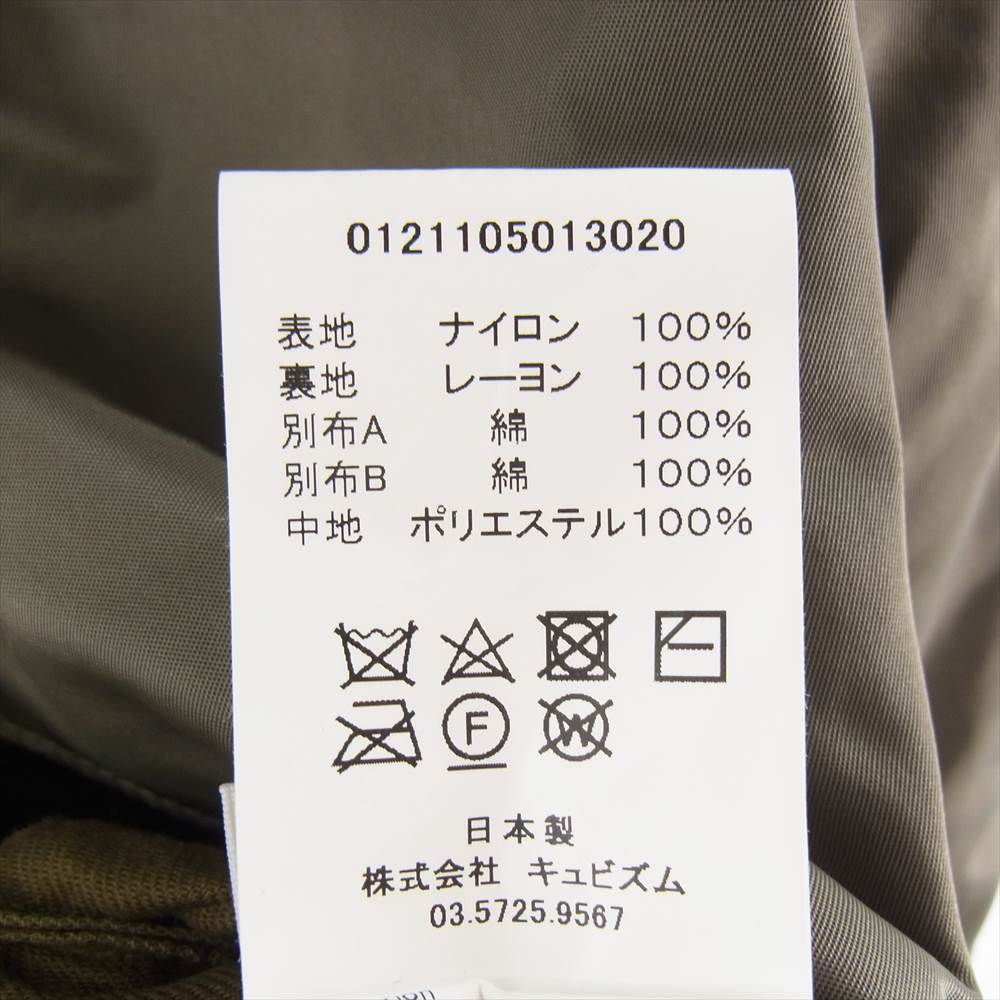 0121105013020
表地 ナイロン 100%
裏地 レーヨン 100%
別布A 綿 100%
別布B 綿 100%
中地 ポリエステル100%
F
W
日本製
株式会社 キュビズム
03.5725.9567